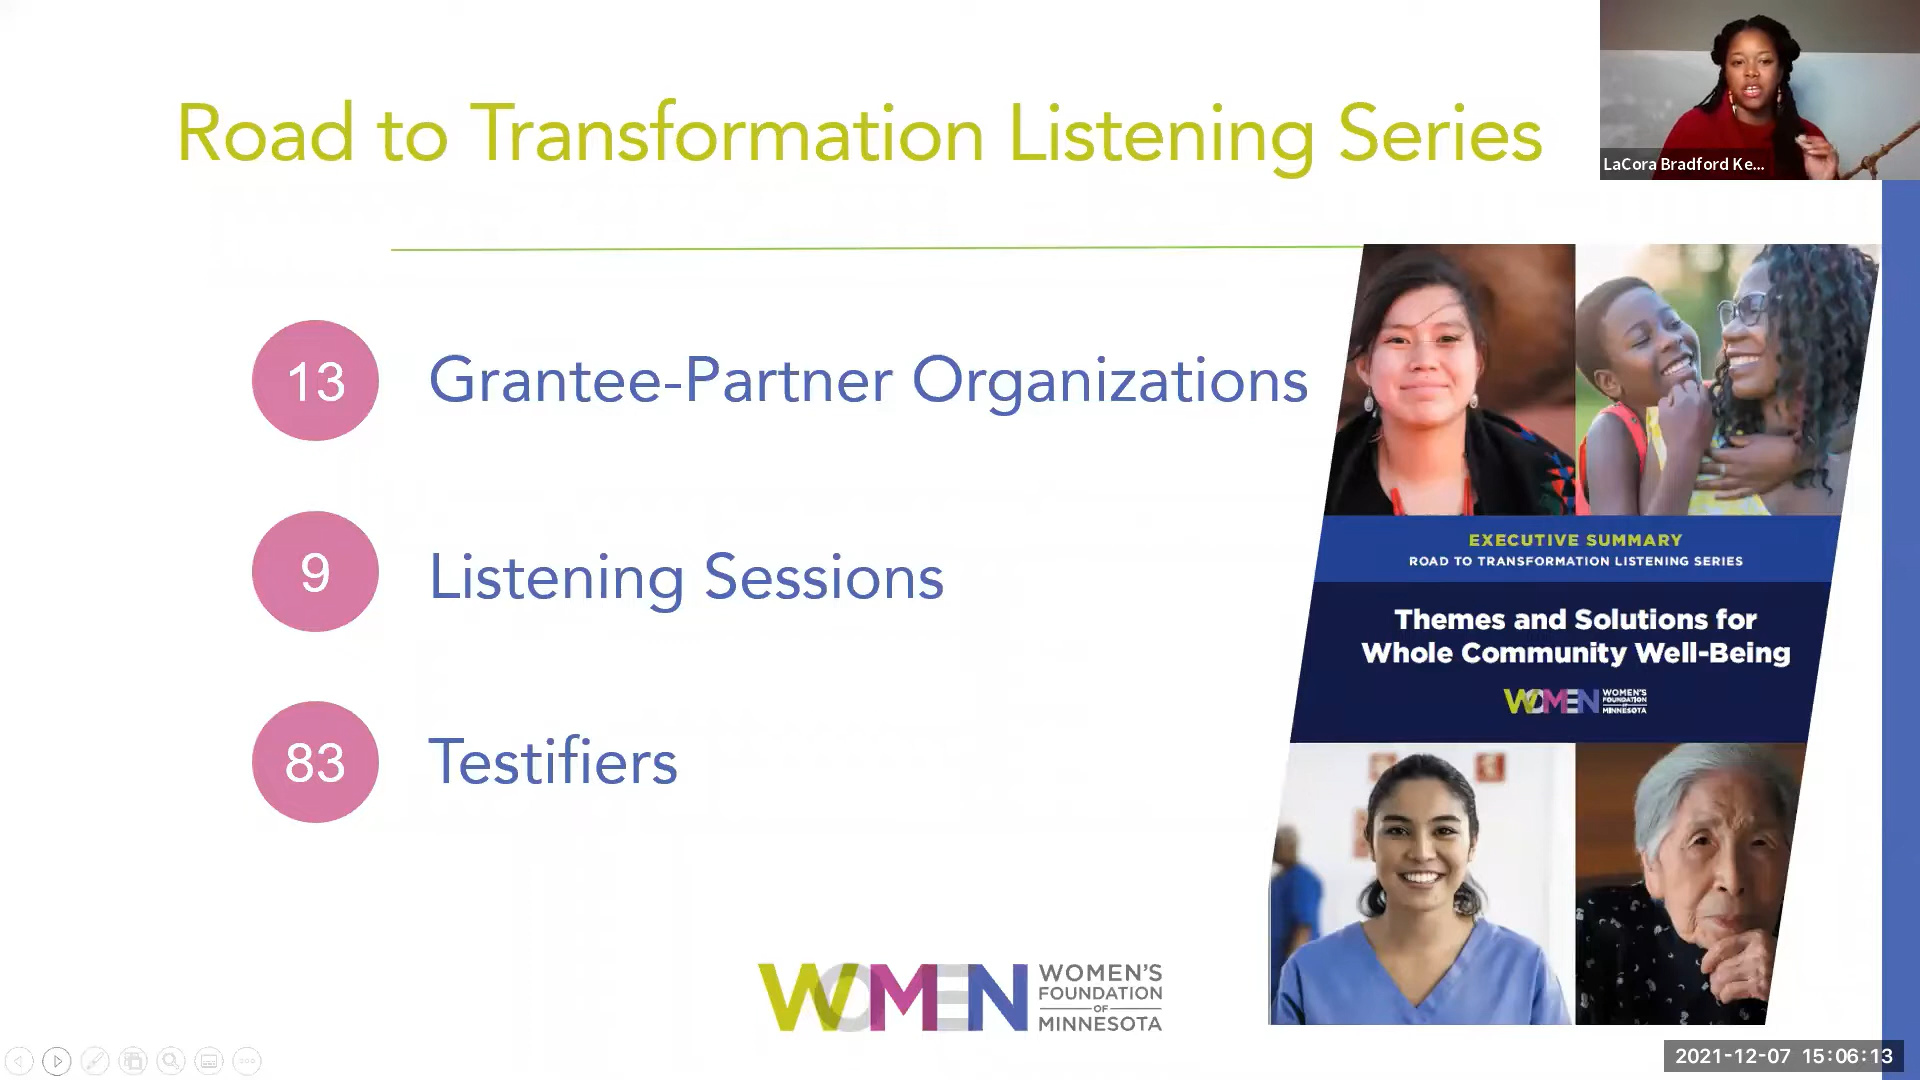 Road to Transformation Listening Series
LaCora Bradford Ke...
13 Grantee-Partner Organizations
9 Listening Sessions
83 Testifiers
EXECUTIVE SUMMARY
ROAD TO TRANSFORMATION LISTENING SERIES
Themes and Solutions for
Whole Community Well-Being
WOMEN
WOMEN'S
FOUNDATION
OF
MINNESOTA
WOMEN
WOMEN'S
FOUNDATION
OF
MINNESOTA
2021-12-07 15:06:13